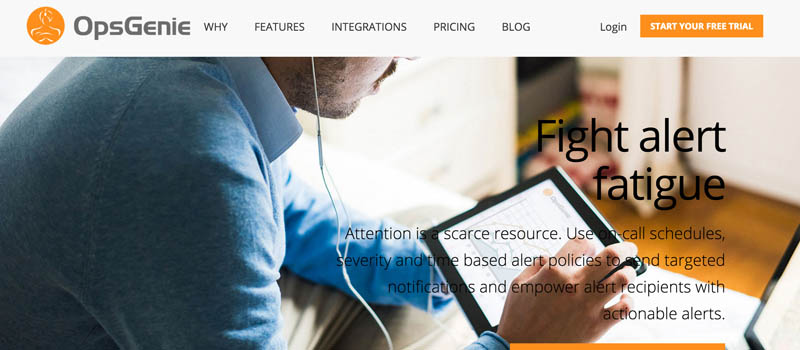 OpsGenie WHY FEATURES INTEGRATIONS PRICING BLOG Login START YOUR FREE TRIAL
Fight alert
fatigue
OpsGenie
Attention is a scarce resource. Use on-call schedules,
severity and time based alert policies to send targeted
notifications and empower alert recipients with
actionable alerts.